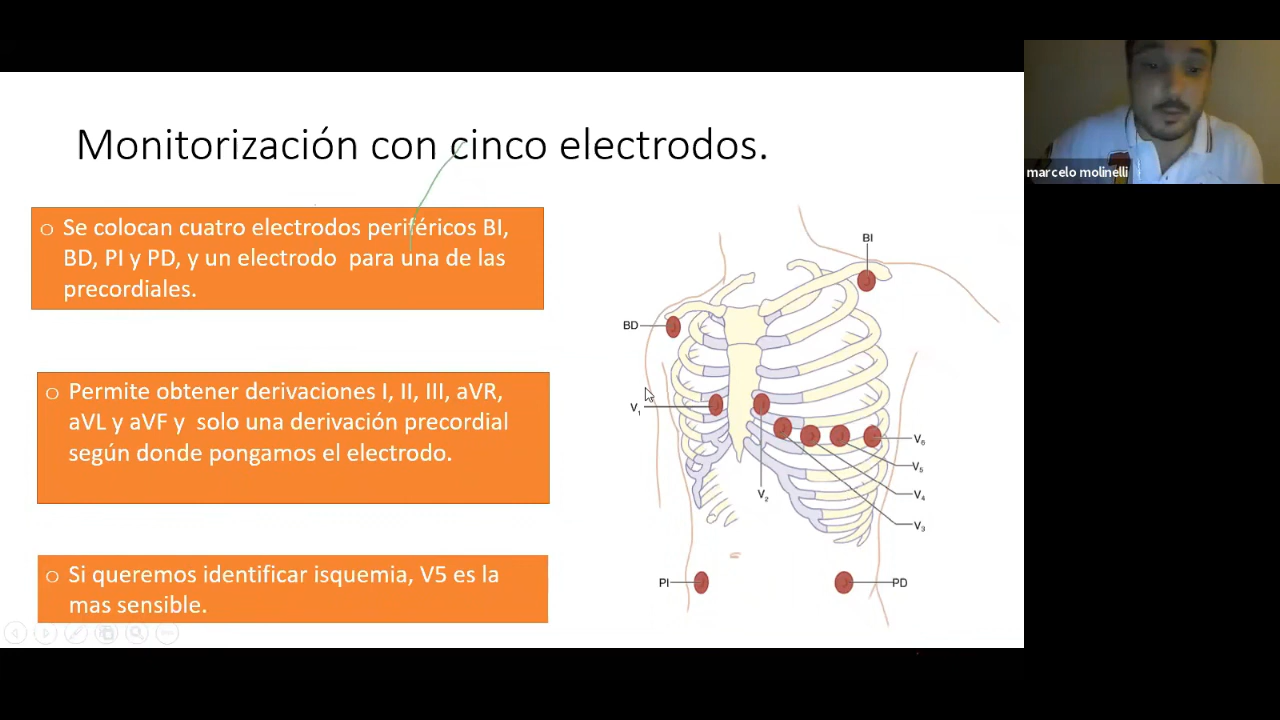 marcelo molinelli
Monitorización con cinco electrodos.
o Se colocan cuatro electrodos periféricos BI,
BD, PI y PD, y un electrodo para una de las
precordiales.
o Permite obtener derivaciones I, II, III, aVR,
aVL y aVF y solo una derivación precordial
según donde pongamos el electrodo.
o Si queremos identificar isquemia, V5 es la
mas sensible.
BI
BD
V1
V6
V5
V2
V4
V3
PI
PD